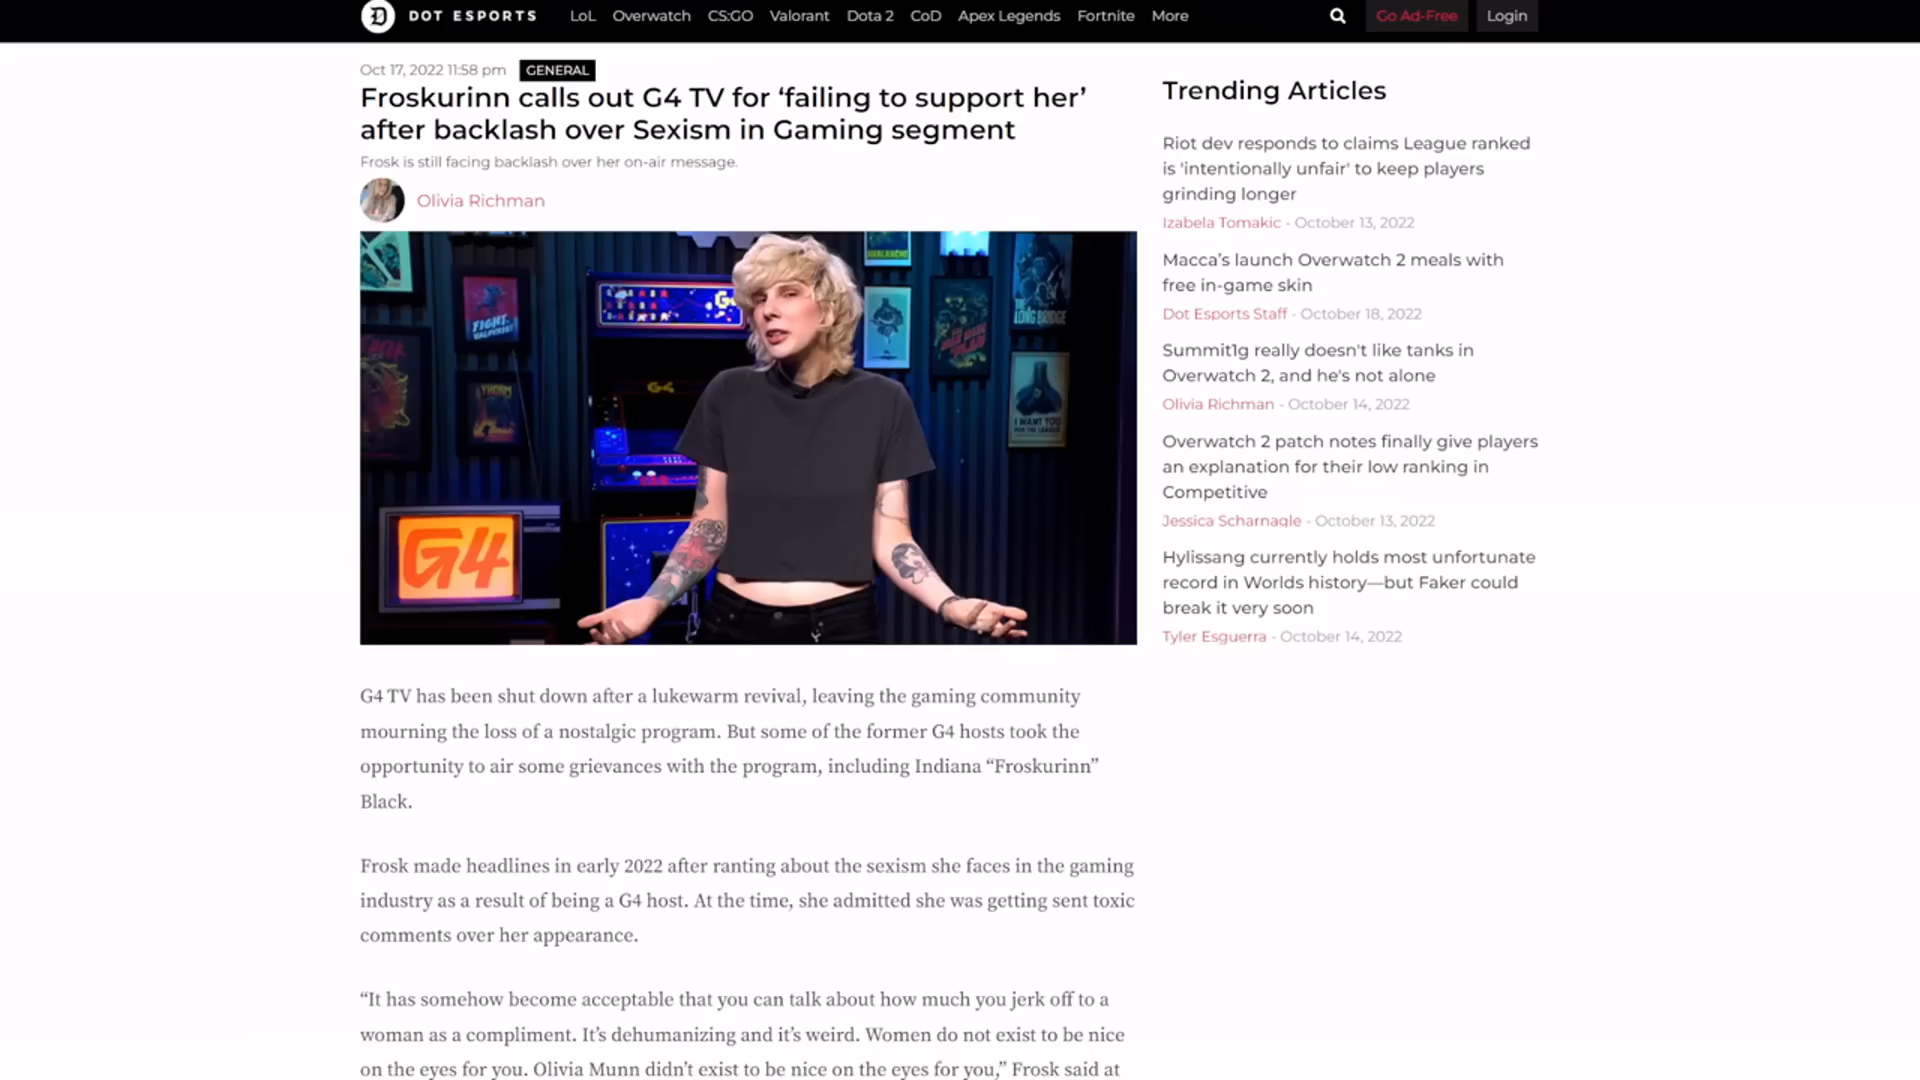 DOT ESPORTS
LoL Overwatch CS:GO Valorant Dota 2 CoD Apex Legends Fortnite More
Go Ad-Free Login
Oct 17, 2022 11:58 pm GENERAL
Froskurinn calls out G4 TV for ‘failing to support her’
after backlash over Sexism in Gaming segment
Frosk is still facing backlash over her on-air message.
Olivia Richman
FIGHT.
THE
LONG BRIDGE
I WANT YOU
G4
G4
G4 TV has been shut down after a lukewarm revival, leaving the gaming community
mourning the loss of a nostalgic program. But some of the former G4 hosts took the
opportunity to air some grievances with the program, including Indiana “Froskurinn”
Black.
Frosk made headlines in early 2022 after ranting about the sexism she faces in the gaming
industry as a result of being a G4 host. At the time, she admitted she was getting sent toxic
comments over her appearance.
“It has somehow become acceptable that you can talk about how much you jerk off to a
woman as a compliment. It’s dehumanizing and it’s weird. Women do not exist to be nice
on the eyes for you. Olivia Munn didn’t exist to be nice on the eyes for you,” Frosk said at
Trending Articles
Riot dev responds to claims League ranked
is 'intentionally unfair' to keep players
grinding longer
Izabela Tomakic - October 13, 2022
Macca’s launch Overwatch 2 meals with
free in-game skin
Dot Esports Staff - October 18, 2022
Summit1g really doesn't like tanks in
Overwatch 2, and he's not alone
Olivia Richman - October 14, 2022
Overwatch 2 patch notes finally give players
an explanation for their low ranking in
Competitive
Jessica Scharnagle - October 13, 2022
Hylissang currently holds most unfortunate
record in Worlds history—but Faker could
break it very soon
Tyler Esguerra - October 14, 2022